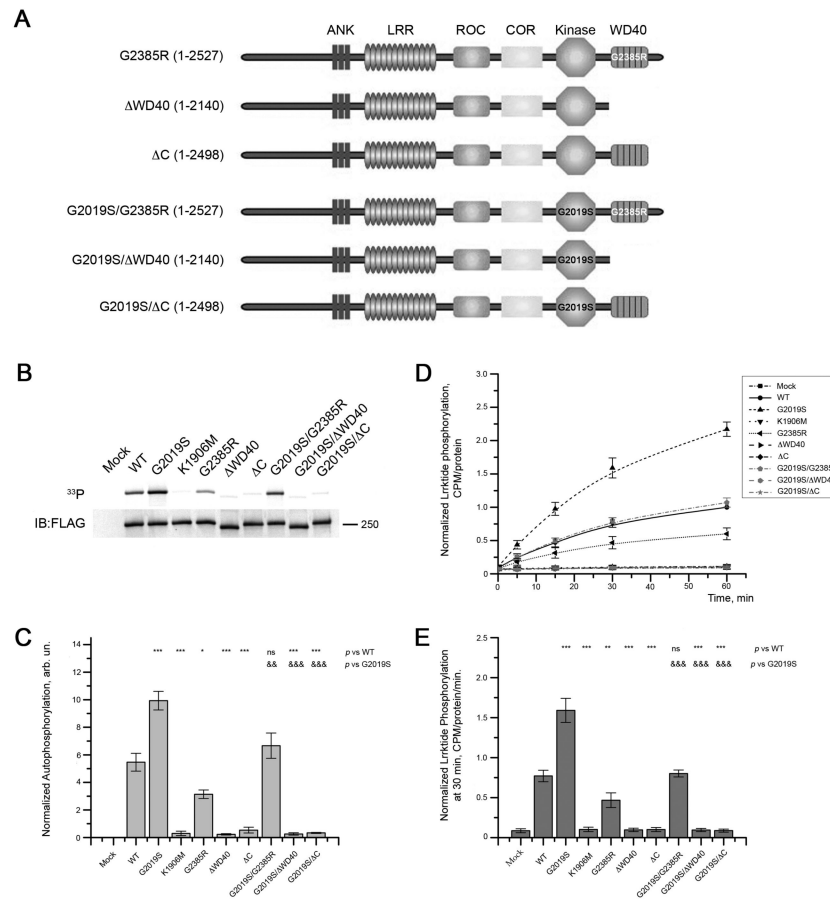 A
ANK LRR ROC COR Kinase WD40
G2385R (1-2527) G2385R
ΔWD40 (1-2140)
ΔC (1-2498)
G2019S/G2385R (1-2527) G2019S G2385R
G2019S/ΔWD40 (1-2140) G2019S
G2019S/ΔC (1-2498) G2019S
B
Mock WT G2019S K1906M G2385R ΔWD40 ΔC G2019S/G2385R G2019S/ΔWD40 G2019S/ΔC
³³P
IB:FLAG 250
C
Normalized Autophosphorylation, arb. un.
*** *** * *** *** ns *** *** p vs WT
&& &&& &&& p vs G2019S
10
8
6
4
2
0
Mock WT G2019S K1906M G2385R ΔWD40 ΔC G2019S/G2385R G2019S/ΔWD40 G2019S/ΔC
D
Normalized Lrrktide phosphorylation,
CPM/protein
3.0
2.5
2.0
1.5
1.0
0.5
0.0
0 10 20 30 40 50 60
Time, min
Mock
WT
G2019S
K1906M
G2385R
ΔWD40
ΔC
G2019S/G2385
G2019S/ΔWD4
G2019S/ΔC
E
Normalized Lrrktide Phosphorylation
at 30 min, CPM/protein/min.
*** *** ** *** *** ns *** *** p vs WT
&&& &&& &&& p vs G2019S
2.5
2.0
1.5
1.0
0.5
0.0
Mock WT G2019S K1906M G2385R ΔWD40 ΔC G2019S/G2385R G2019S/ΔWD40 G2019S/ΔC